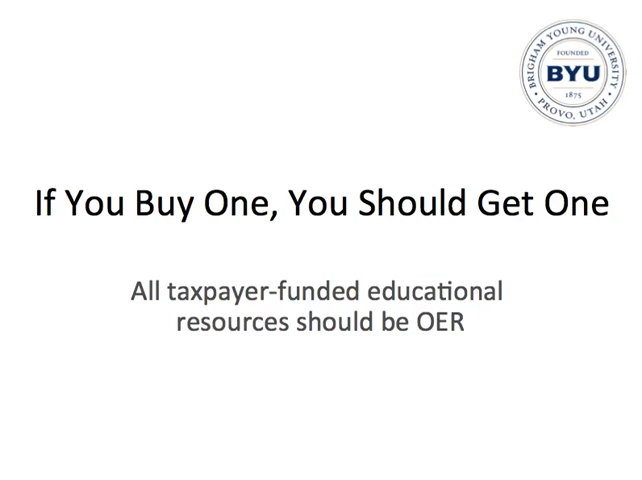 BRIGHAM YOUNG UNIVERSITY
FOUNDED
BYU
1875
PROVO, UTAH
If You Buy One, You Should Get One
All taxpayer-funded educational
resources should be OER